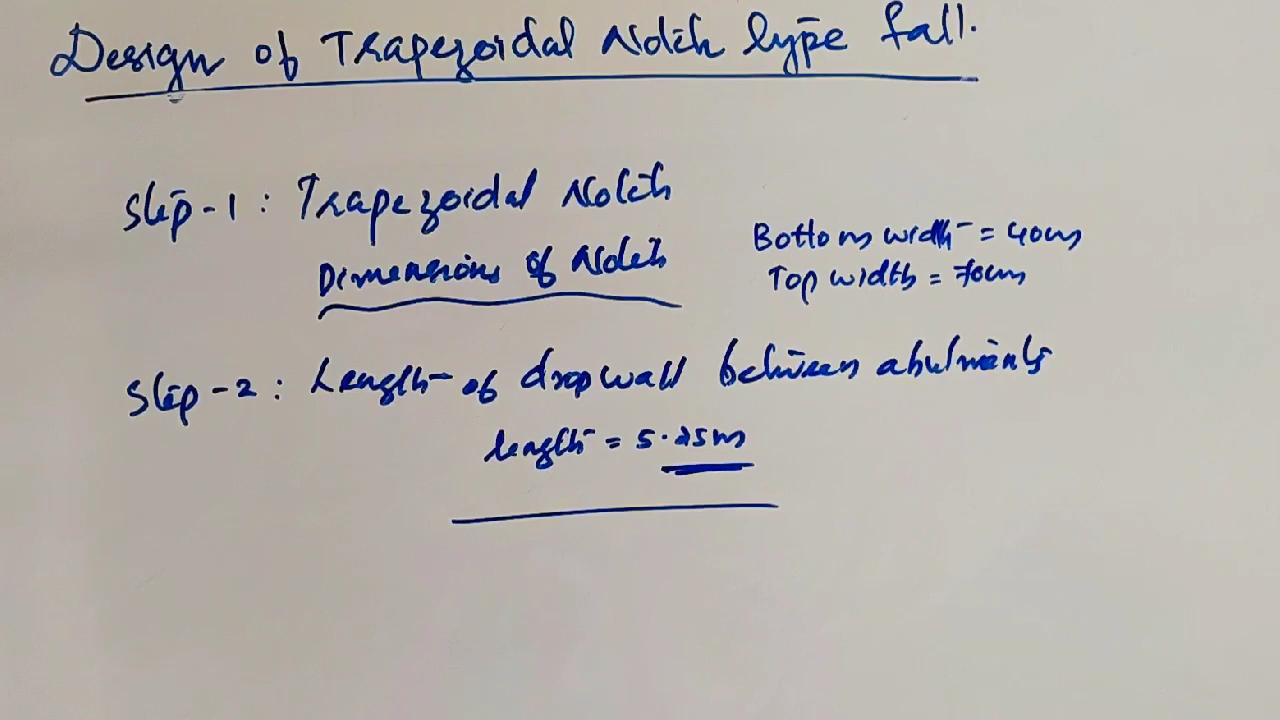 Design of Trapezoidal Notch type fall.
Step-1 : Trapezoidal Notch
Dimensions of Notch
Bottom width = 40cm
Top width = 70cm
Step-2 : Length of drop wall between abutments
length = 5.25m